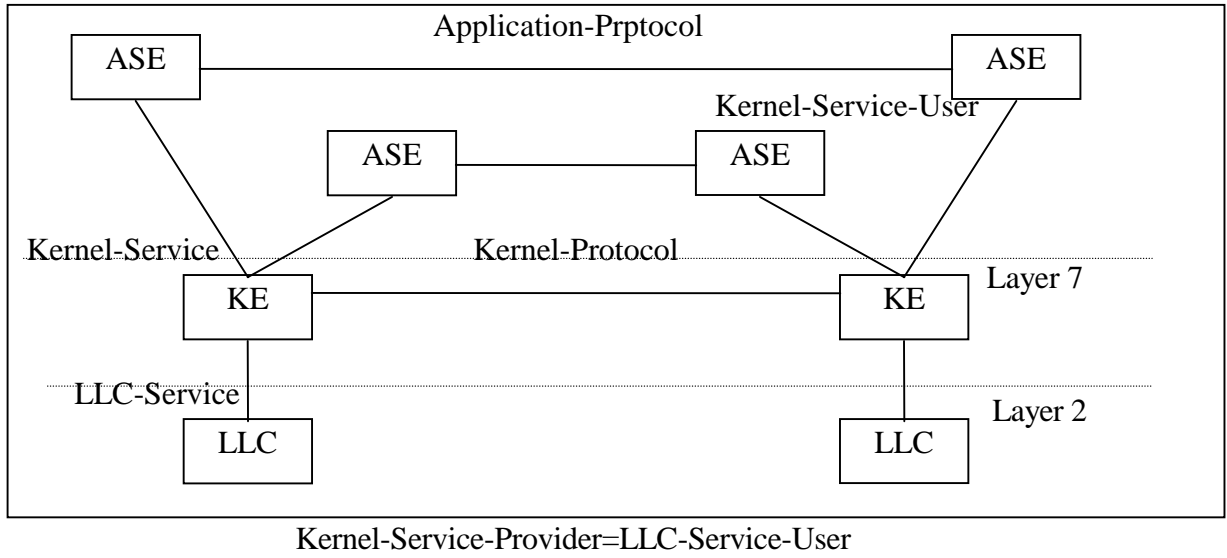 Application-Prptocol
ASE ASE
Kernel-Service-User
ASE ASE
Kernel-Service Kernel-Protocol
Layer 7
KE KE
LLC-Service
Layer 2
LLC LLC
Kernel-Service-Provider=LLC-Service-User